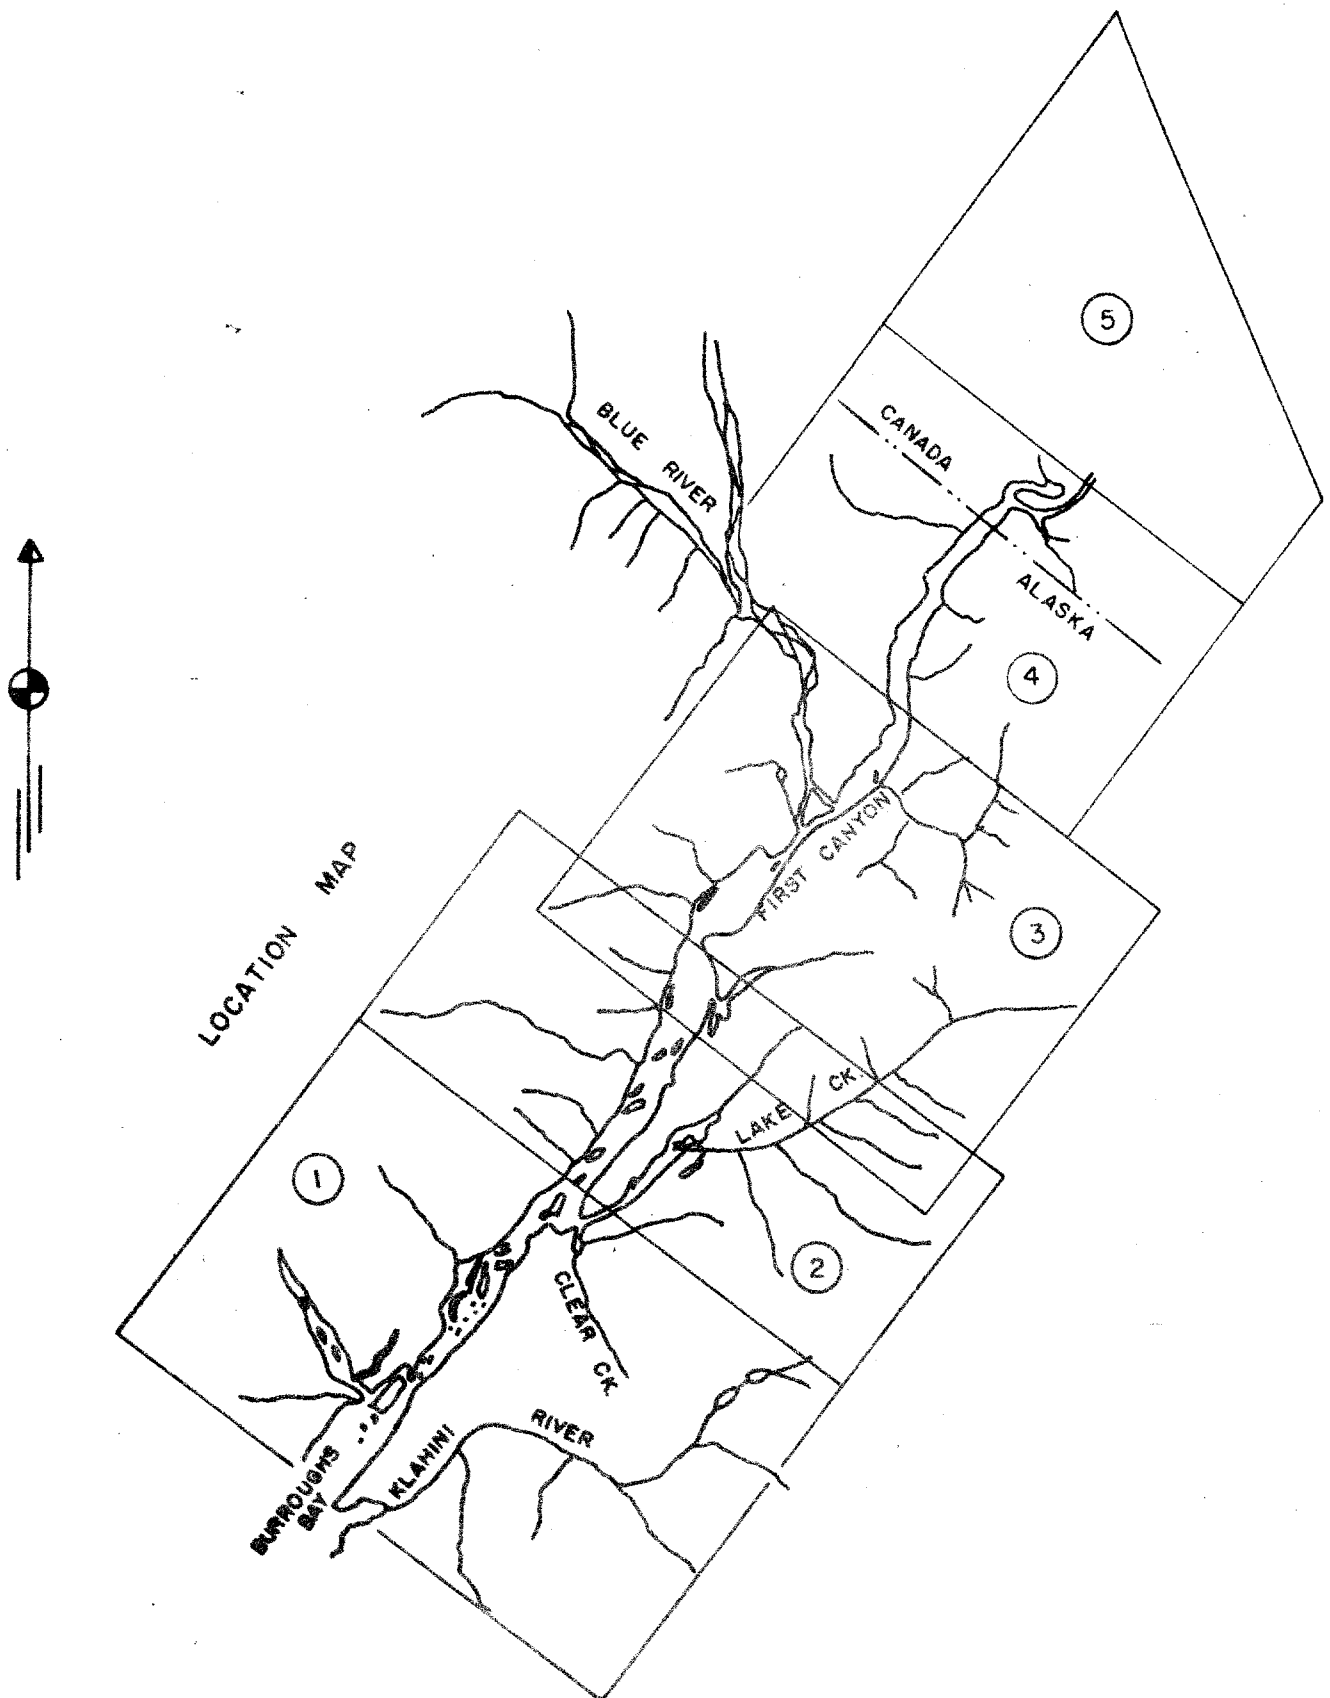 5
CANADA
BLUE RIVER
ALASKA
4
FIRST CANYON
LOCATION MAP
3
LAKE CK.
1
2
CLEAR CK.
KLAHINI RIVER
BURROUGHS
BAY